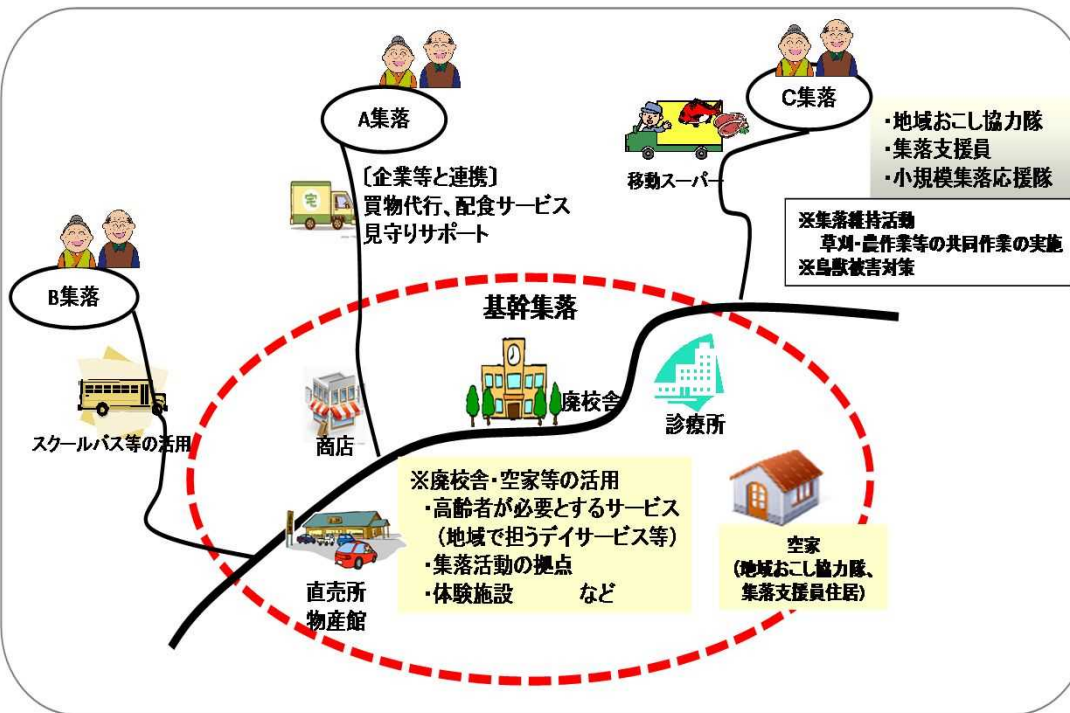 A集落
C集落
・地域おこし協力隊
・集落支援員
・小規模集落応援隊
移動スーパー
〔企業等と連携〕
買物代行、配食サービス
見守りサポート
宅
※集落維持活動
草刈・農作業等の共同作業の実施
※鳥獣被害対策
B集落
基幹集落
スクールバス等の活用
商店
廃校舎
診療所
※廃校舎・空家等の活用
・高齢者が必要とするサービス
（地域で担うデイサービス等）
・集落活動の拠点
・体験施設　　　など
直売所
物産館
空家
（地域おこし協力隊、
集落支援員住居）